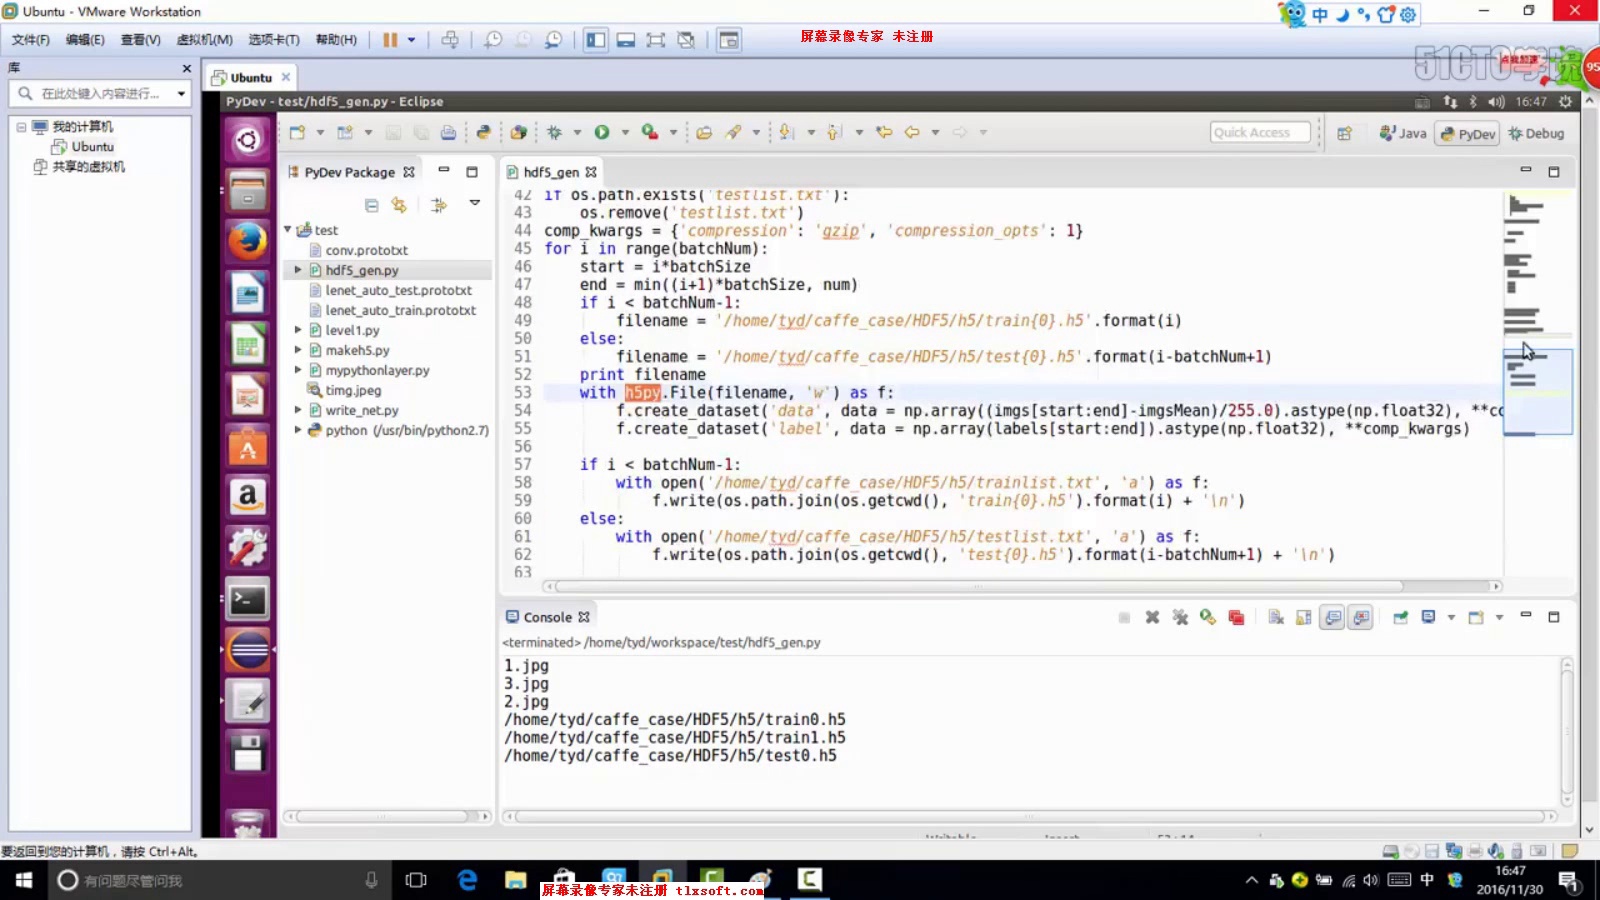 Ubuntu - VMware Workstation
中
文件(F) 编辑(E) 查看(V) 虚拟机(M) 选项卡(T) 帮助(H)
屏幕录像专家 未注册
51CTO学院
95
库
在此处键入内容进行...
我的计算机
Ubuntu
共享的虚拟机
Ubuntu
PyDev - test/hdf5_gen.py - Eclipse
16:47
Quick Access
Java
PyDev
Debug
PyDev Package
test
conv.prototxt
hdf5_gen.py
lenet_auto_test.prototxt
lenet_auto_train.prototxt
level1.py
makeh5.py
mypythonlayer.py
timg.jpeg
write_net.py
python (/usr/bin/python2.7)
hdf5_gen
42 if os.path.exists('testlist.txt'):
43 os.remove('testlist.txt')
44 comp_kwargs = {'compression': 'gzip', 'compression_opts': 1}
45 for i in range(batchNum):
46 start = i*batchSize
47 end = min((i+1)*batchSize, num)
48 if i < batchNum-1:
49 filename = '/home/tyd/caffe_case/HDF5/h5/train{0}.h5'.format(i)
50 else:
51 filename = '/home/tyd/caffe_case/HDF5/h5/test{0}.h5'.format(i-batchNum+1)
52 print filename
53 with h5py.File(filename, 'w') as f:
54 f.create_dataset('data', data = np.array((imgs[start:end]-imgsMean)/255.0).astype(np.float32), **co
55 f.create_dataset('label', data = np.array(labels[start:end]).astype(np.float32), **comp_kwargs)
56
57 if i < batchNum-1:
58 with open('/home/tyd/caffe_case/HDF5/h5/trainlist.txt', 'a') as f:
59 f.write(os.path.join(os.getcwd(), 'train{0}.h5').format(i) + '\n')
60 else:
61 with open('/home/tyd/caffe_case/HDF5/h5/testlist.txt', 'a') as f:
62 f.write(os.path.join(os.getcwd(), 'test{0}.h5').format(i-batchNum+1) + '\n')
63
Console
<terminated> /home/tyd/workspace/test/hdf5_gen.py
1.jpg
3.jpg
2.jpg
/home/tyd/caffe_case/HDF5/h5/train0.h5
/home/tyd/caffe_case/HDF5/h5/train1.h5
/home/tyd/caffe_case/HDF5/h5/test0.h5
要返回到您的计算机，请按 Ctrl+Alt。
有问题尽管问我
屏幕录像专家未注册 tlxsoft.com
中
16:47
2016/11/30
1